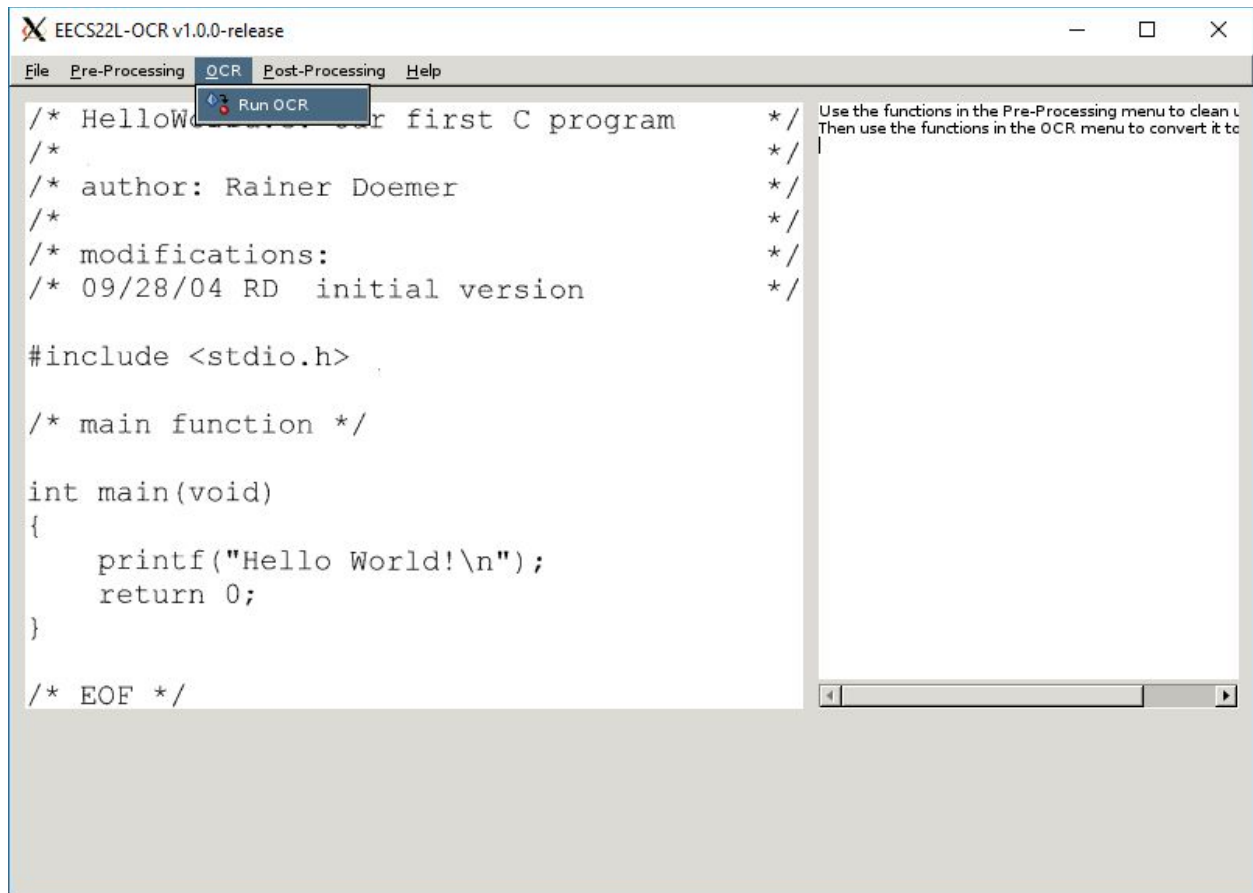 EECS22L-OCR v1.0.0-release
File Pre-Processing OCR Post-Processing Help
Run OCR
/* first C program */
/* */
/* author: Rainer Doemer */
/* */
/* modifications: */
/* 09/28/04 RD initial version */
#include <stdio.h>
/* main function */
int main(void)
{
printf("Hello World!\n");
return 0;
}
/* EOF */
Use the functions in the Pre-Processing menu to clean
Then use the functions in the OCR menu to convert it to